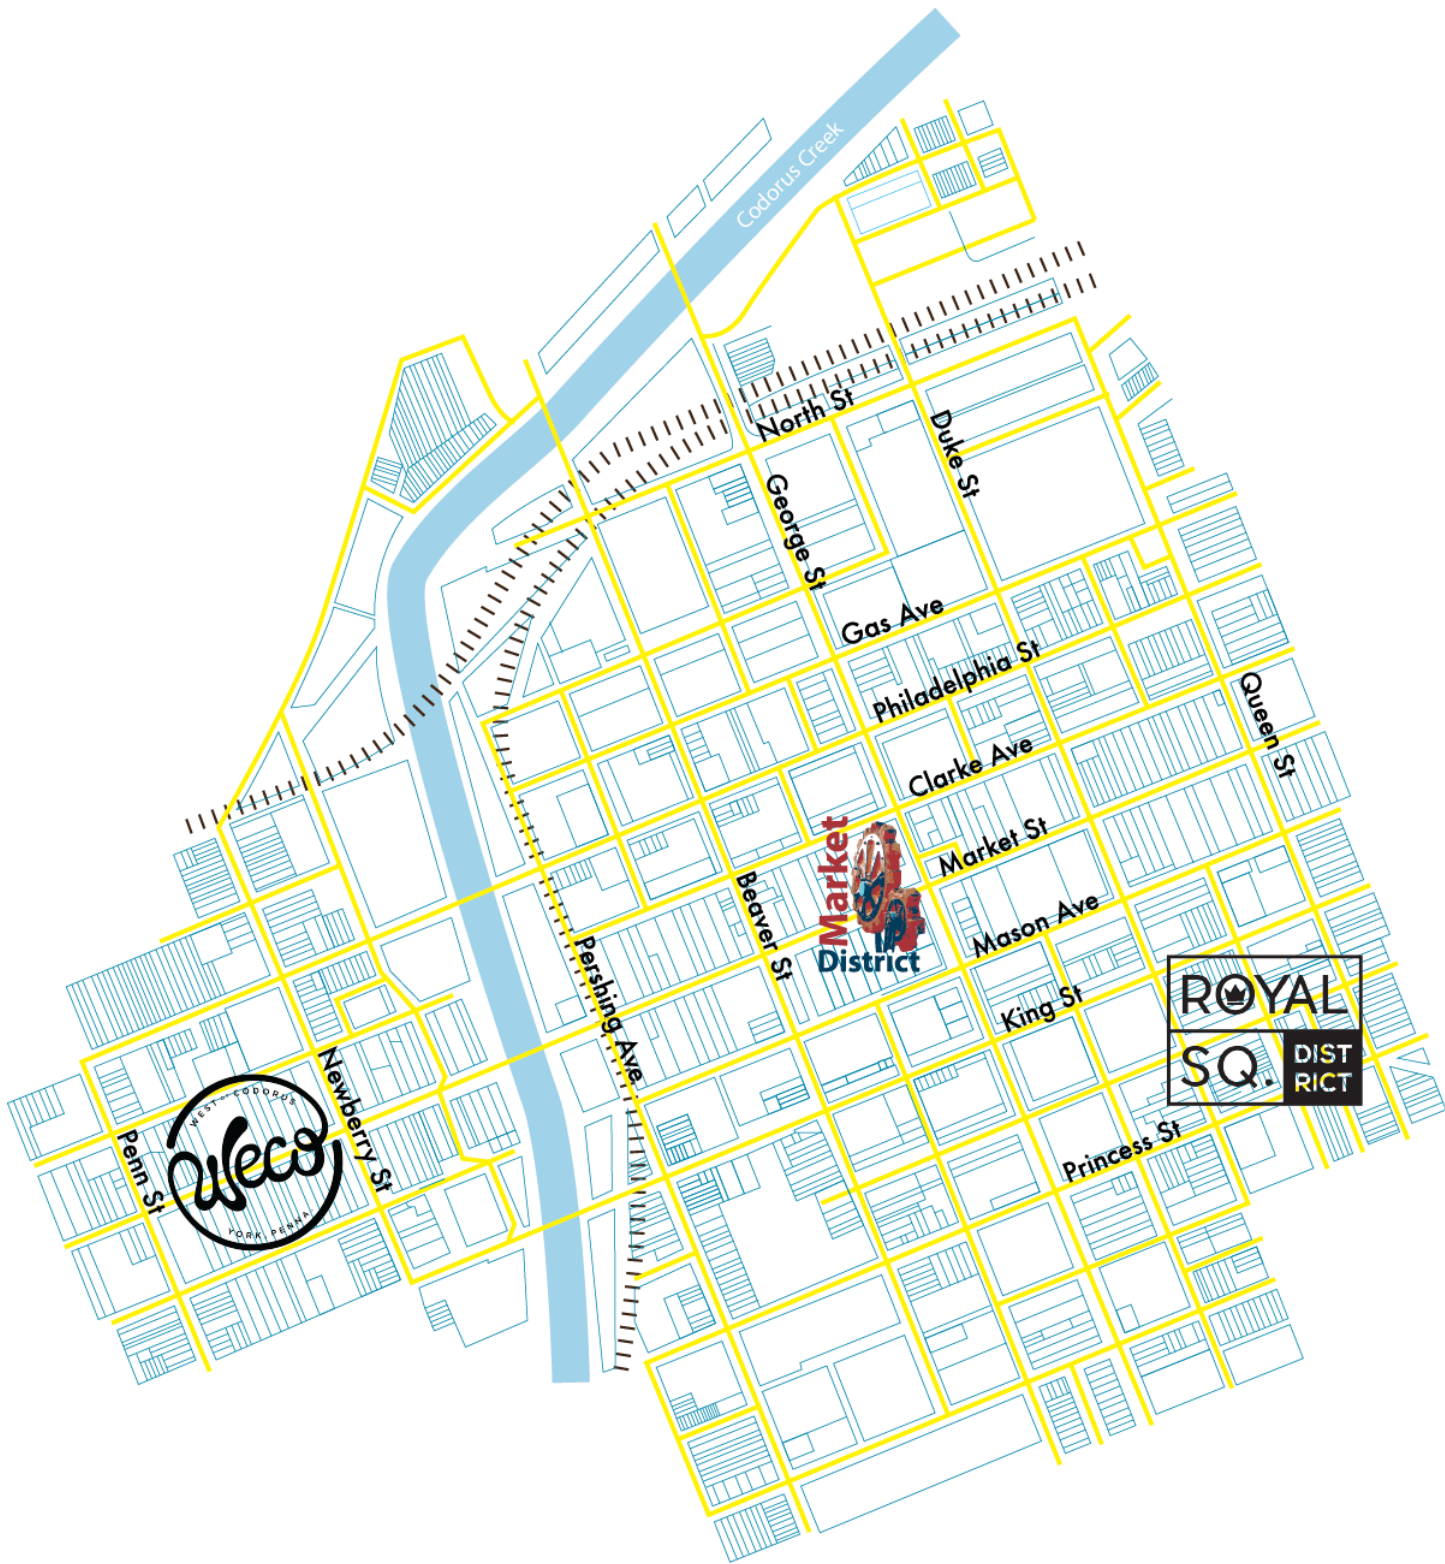 Codorus Creek
North St
Duke St
George St
Gas Ave
Philadelphia St
Queen St
Clarke Ave
Market St
Market
District
Beaver St
Mason Ave
Pershing Ave.
King St
ROYAL
SQ.
DIST
RICT
Newberry St
WEST OF CODORUS
Weco
YORK, PENNA
Penn St
Princess St